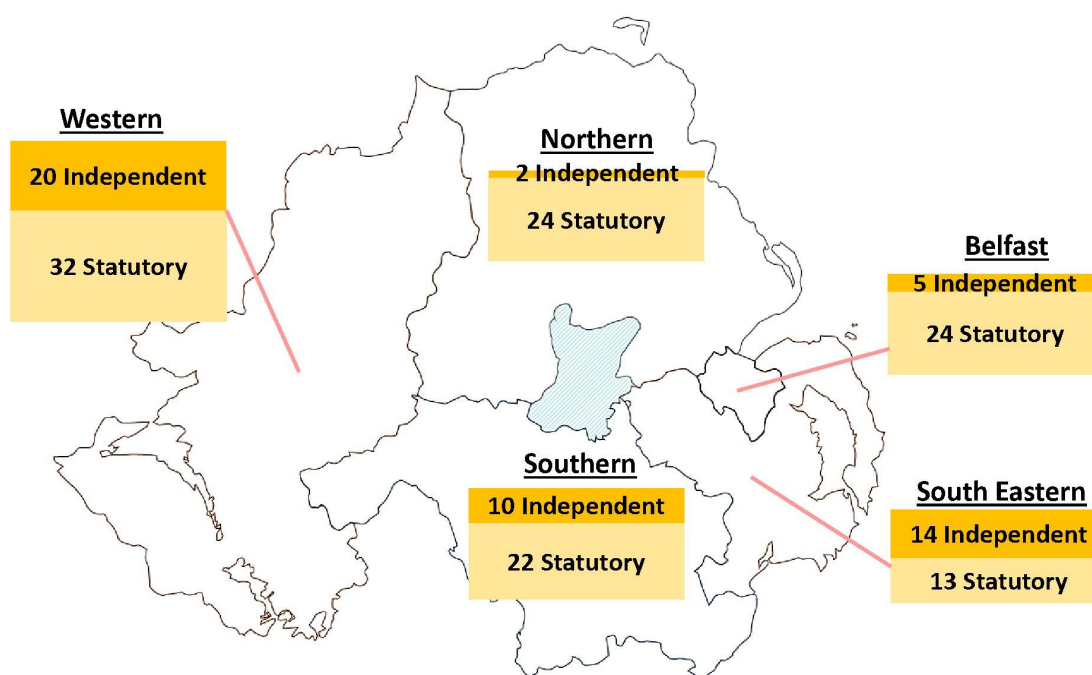 Western
20 Independent
32 Statutory
Northern
2 Independent
24 Statutory
Belfast
5 Independent
24 Statutory
Southern
10 Independent
22 Statutory
South Eastern
14 Independent
13 Statutory